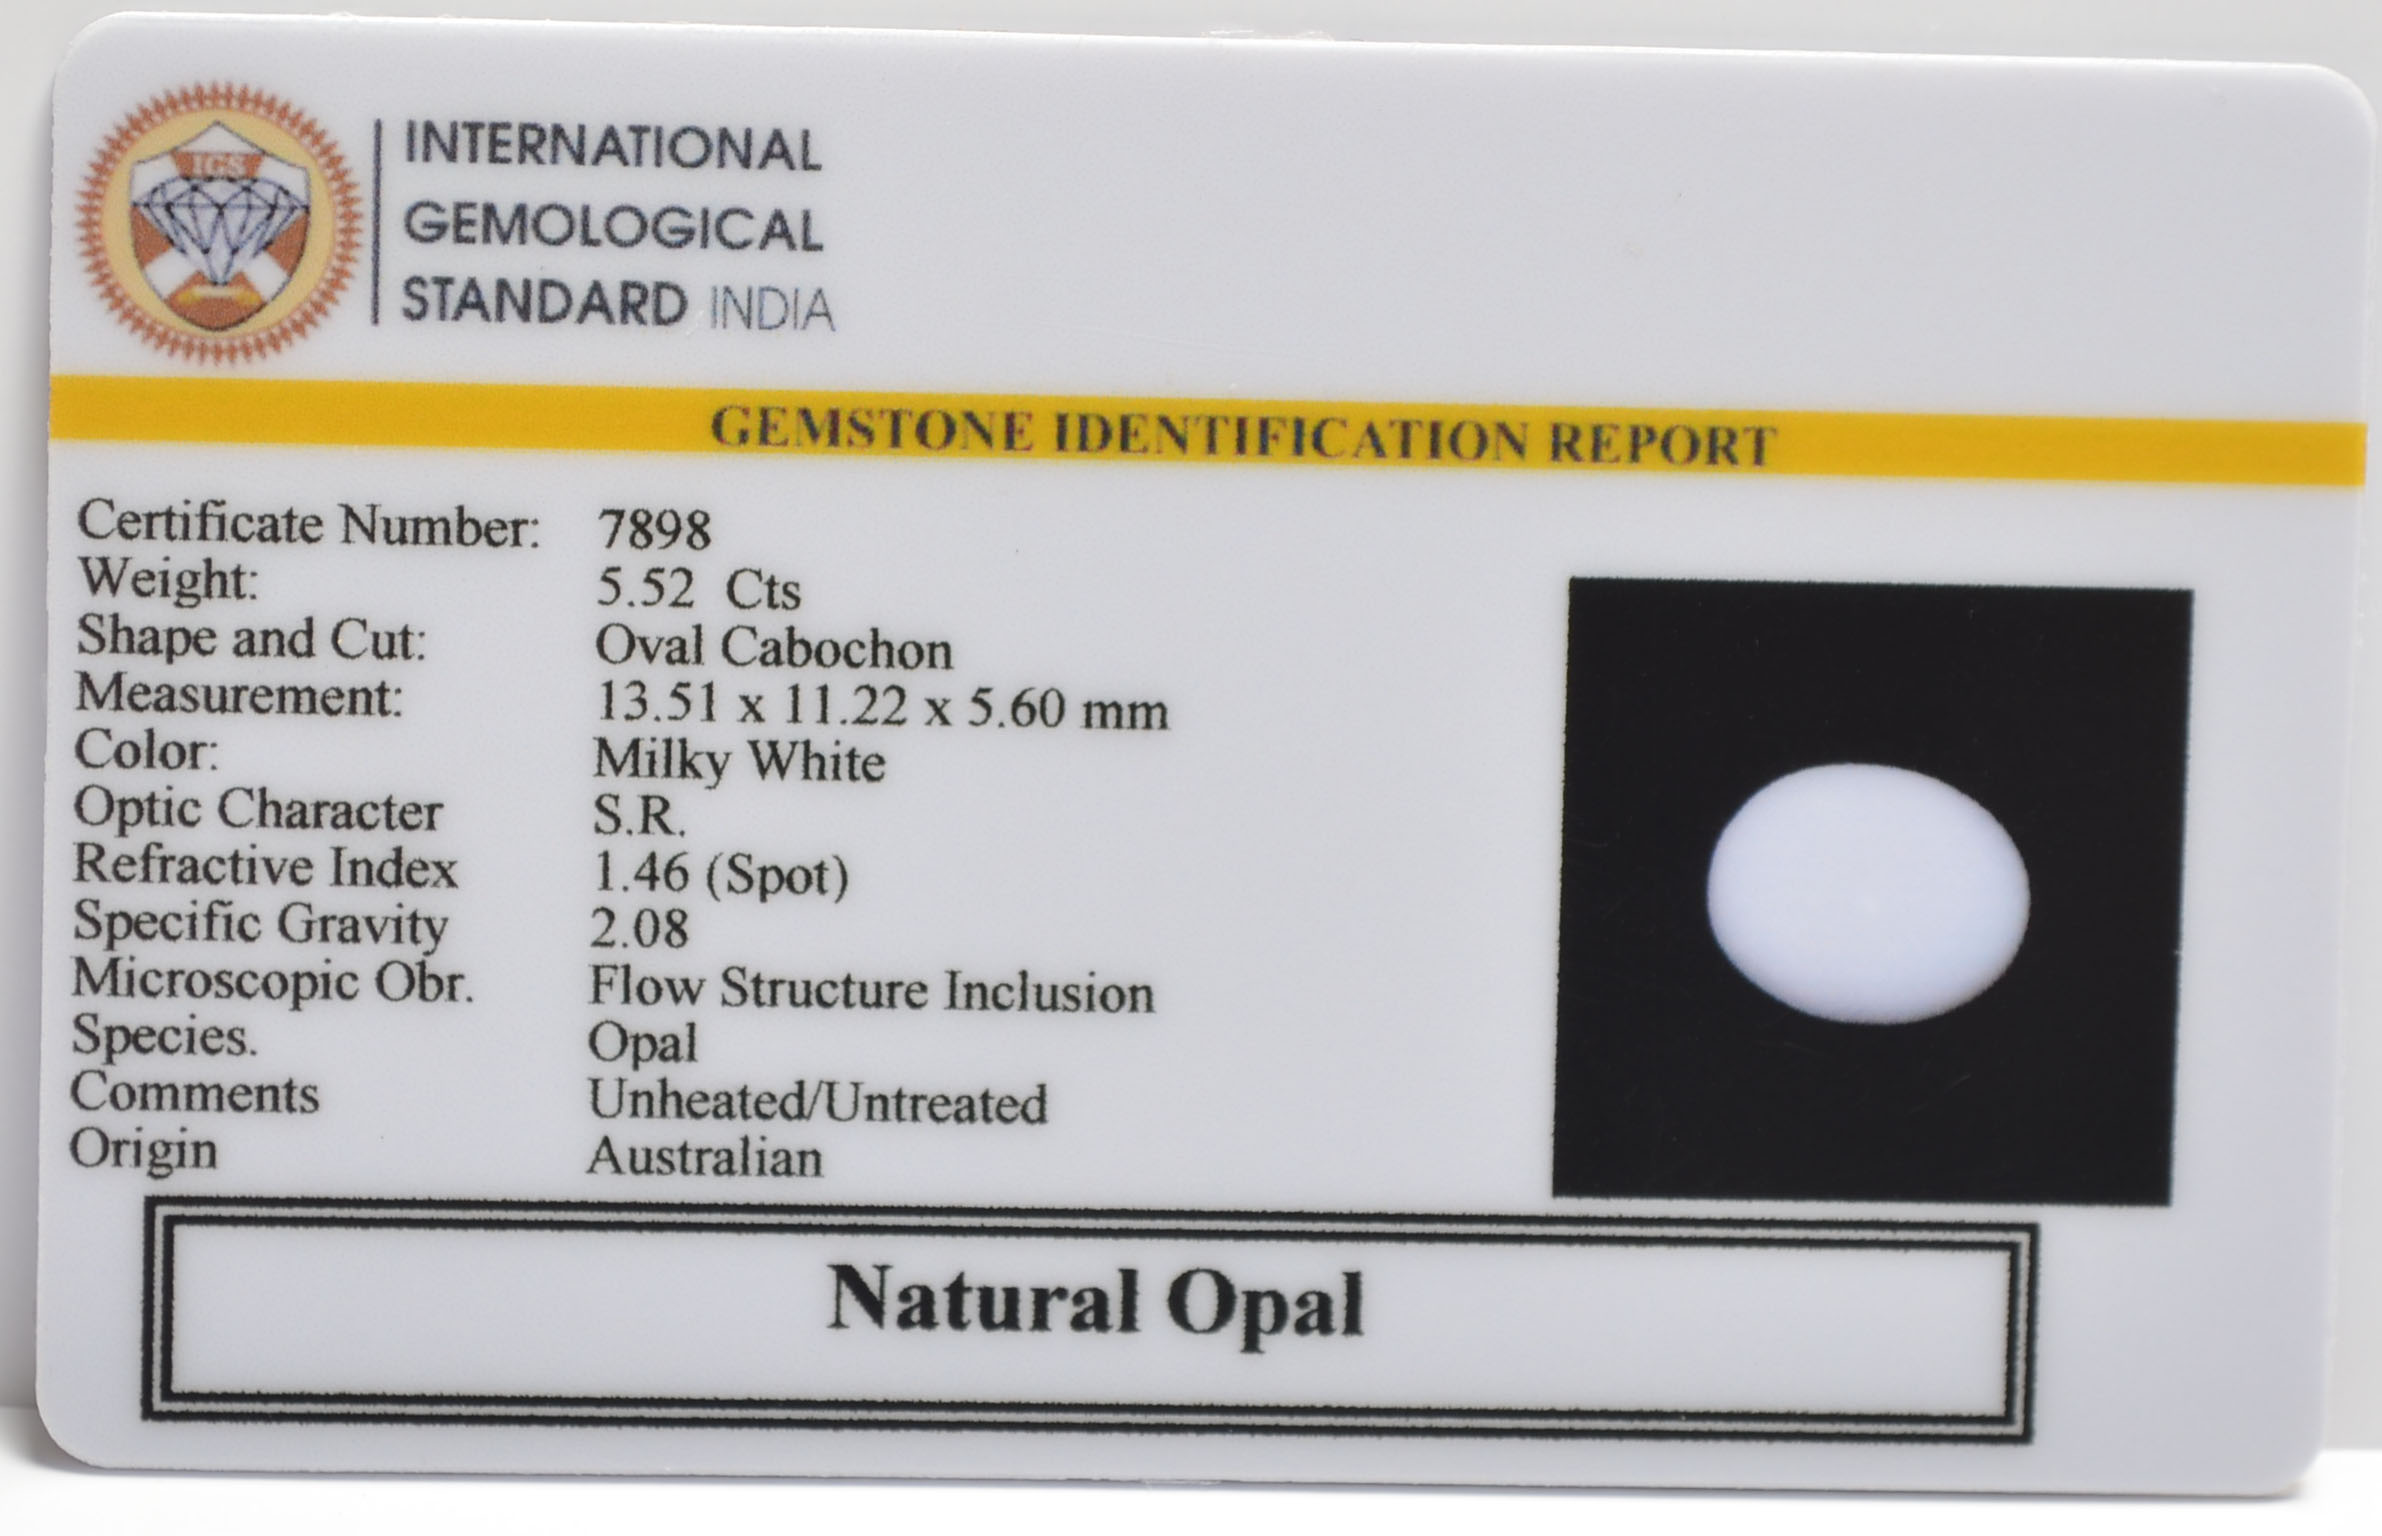 IGS
INTERNATIONAL
GEMOLOGICAL
STANDARD INDIA
GEMSTONE IDENTIFICATION REPORT
Certificate Number: 7898
Weight: 5.52 Cts
Shape and Cut: Oval Cabochon
Measurement: 13.51 x 11.22 x 5.60 mm
Color: Milky White
Optic Character S.R.
Refractive Index 1.46 (Spot)
Specific Gravity 2.08
Microscopic Obr. Flow Structure Inclusion
Species. Opal
Comments Unheated/Untreated
Origin Australian
Natural Opal